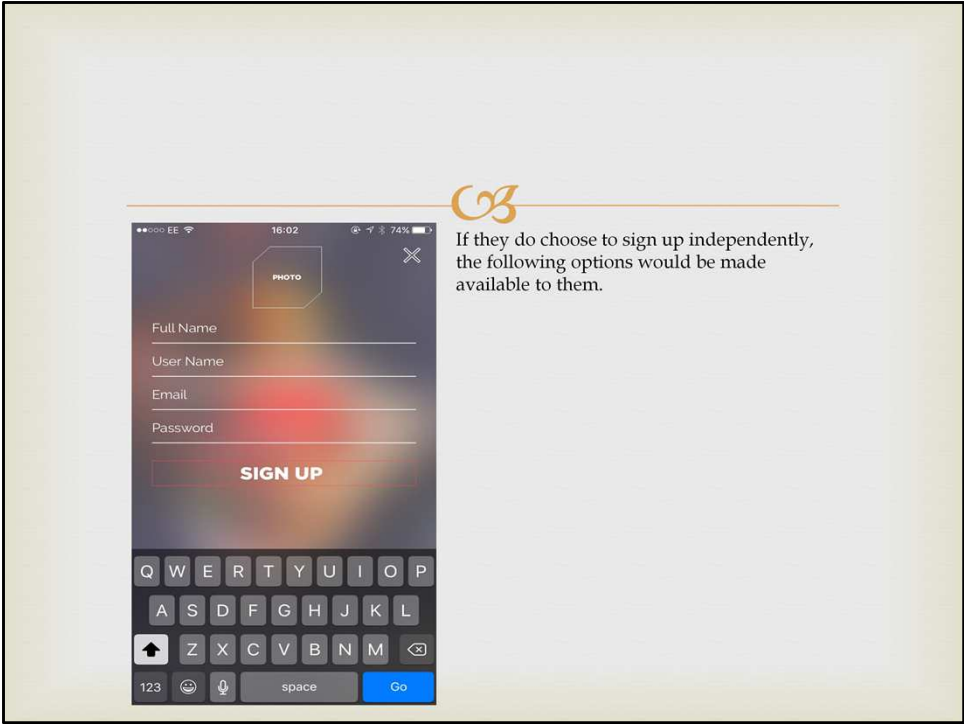 EE 16:02 74%
PHOTO
If they do choose to sign up independently,
the following options would be made
available to them.
Full Name
User Name
Email
Password
SIGN UP
Q W E R T Y U I O P
A S D F G H J K L
Z X C V B N M
123 space Go